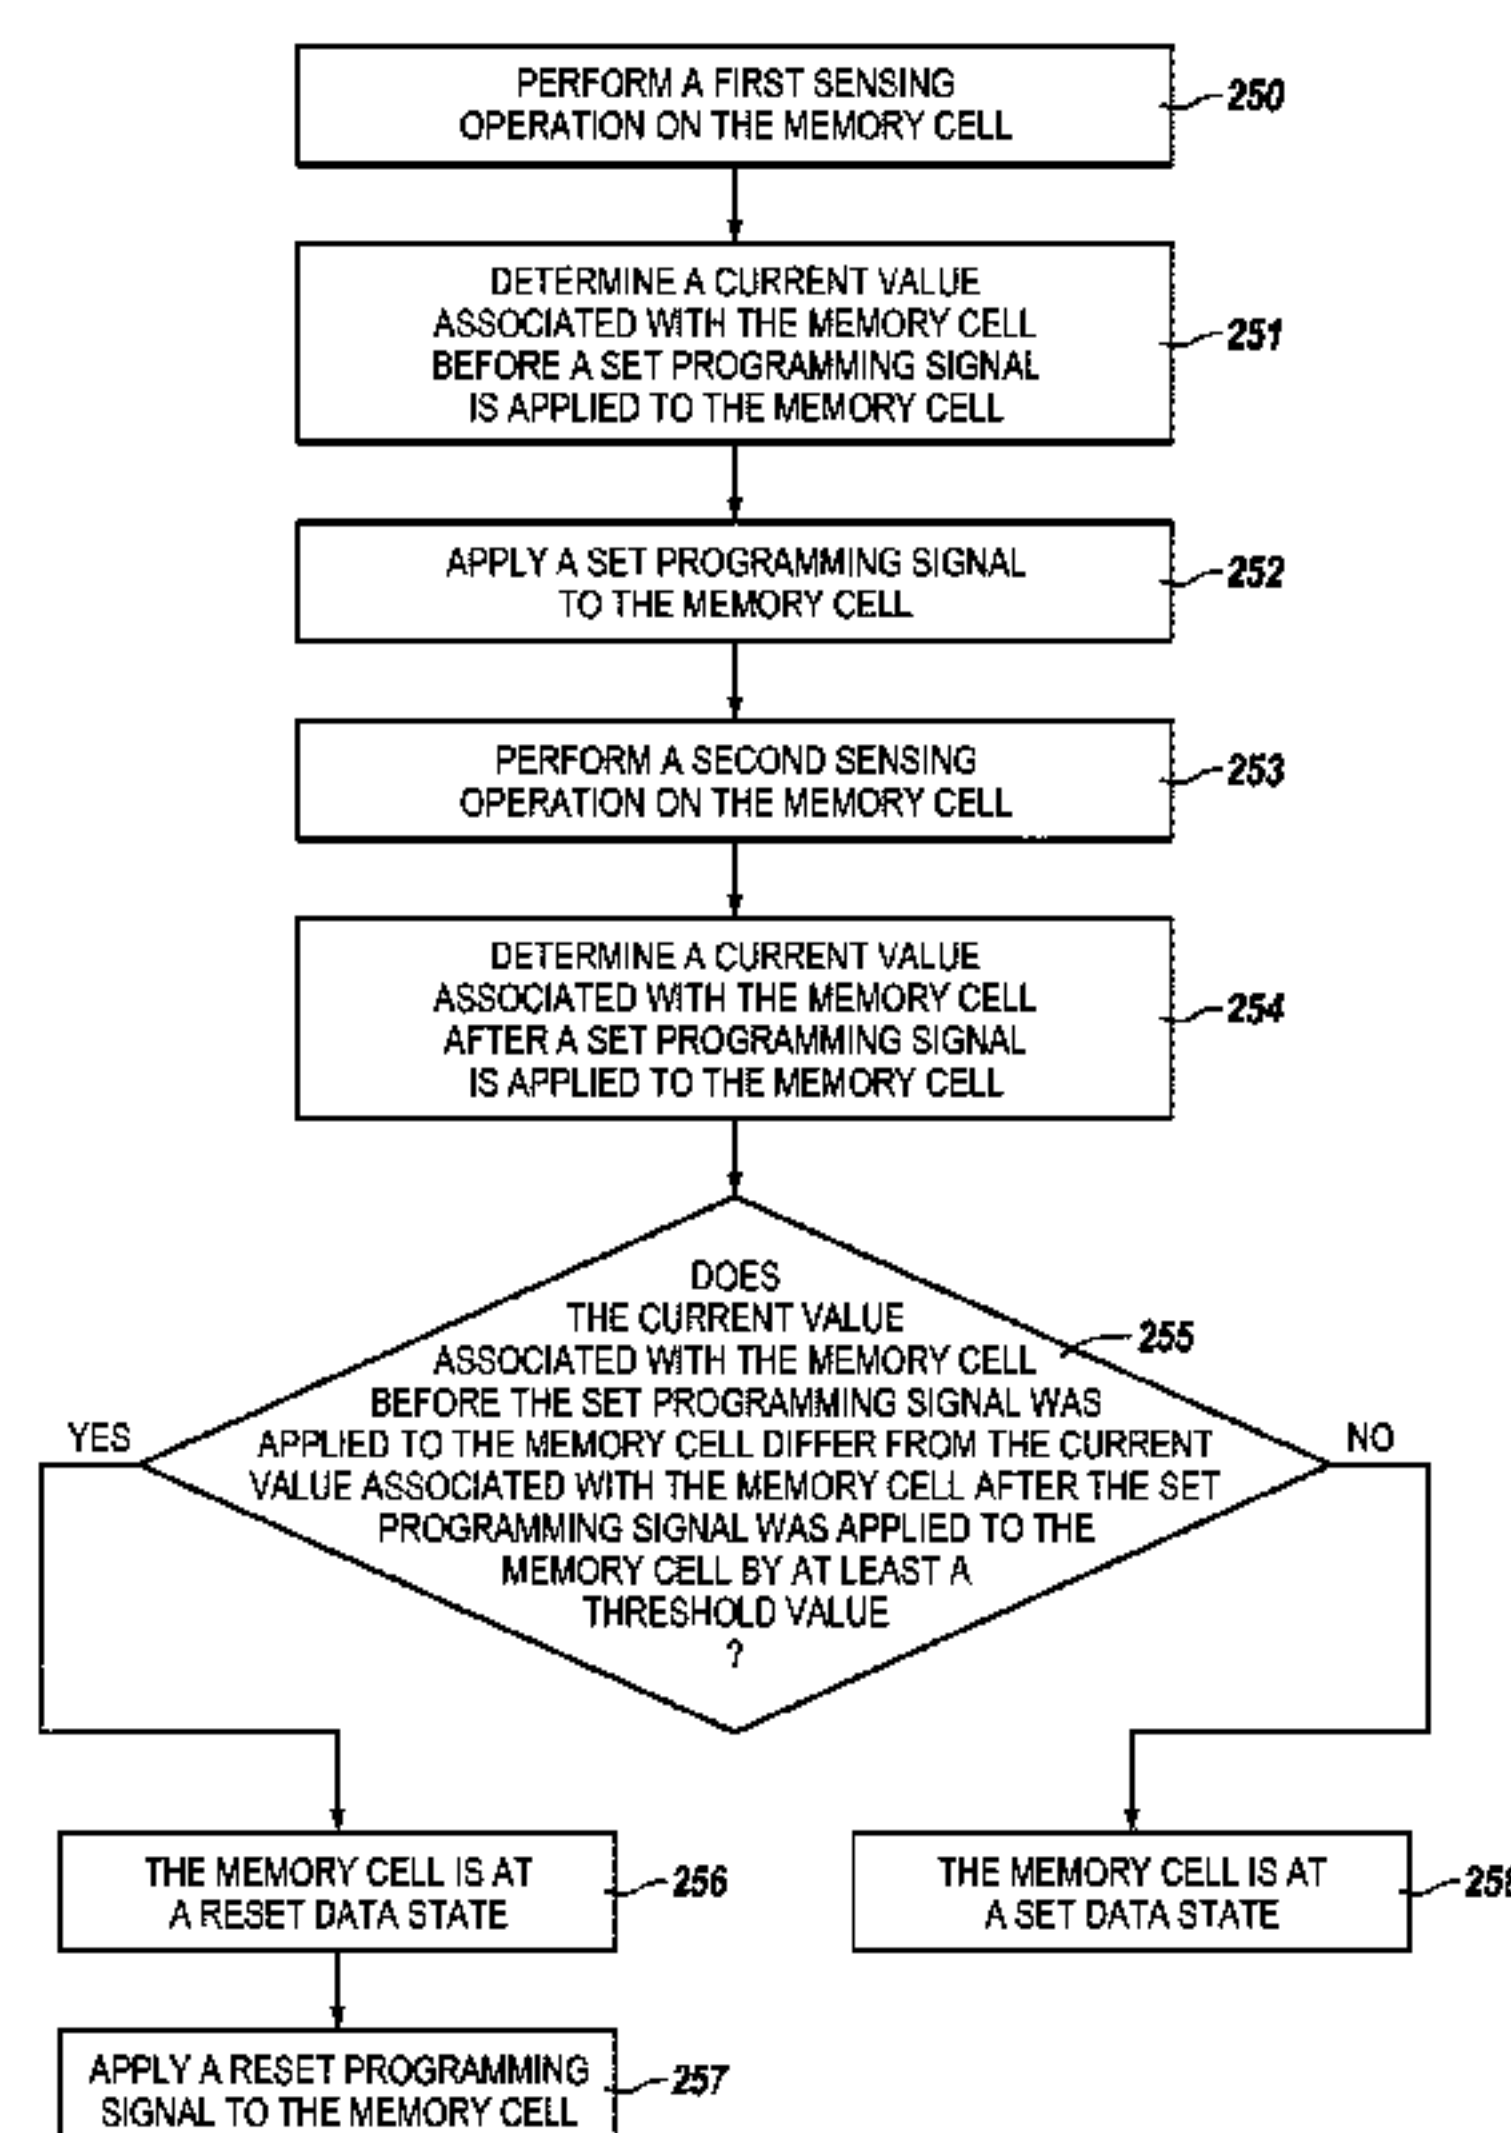 PERFORM A FIRST SENSING
OPERATION ON THE MEMORY CELL
250
DETERMINE A CURRENT VALUE
ASSOCIATED WITH THE MEMORY CELL
BEFORE A SET PROGRAMMING SIGNAL
IS APPLIED TO THE MEMORY CELL
251
APPLY A SET PROGRAMMING SIGNAL
TO THE MEMORY CELL
252
PERFORM A SECOND SENSING
OPERATION ON THE MEMORY CELL
253
DETERMINE A CURRENT VALUE
ASSOCIATED WITH THE MEMORY CELL
AFTER A SET PROGRAMMING SIGNAL
IS APPLIED TO THE MEMORY CELL
254
DOES
THE CURRENT VALUE
ASSOCIATED WITH THE MEMORY CELL
BEFORE THE SET PROGRAMMING SIGNAL WAS
APPLIED TO THE MEMORY CELL DIFFER FROM THE CURRENT
VALUE ASSOCIATED WITH THE MEMORY CELL AFTER THE SET
PROGRAMMING SIGNAL WAS APPLIED TO THE
MEMORY CELL BY AT LEAST A
THRESHOLD VALUE
?
255
YES
NO
THE MEMORY CELL IS AT
A RESET DATA STATE
256
THE MEMORY CELL IS AT
A SET DATA STATE
APPLY A RESET PROGRAMMING
SIGNAL TO THE MEMORY CELL
257